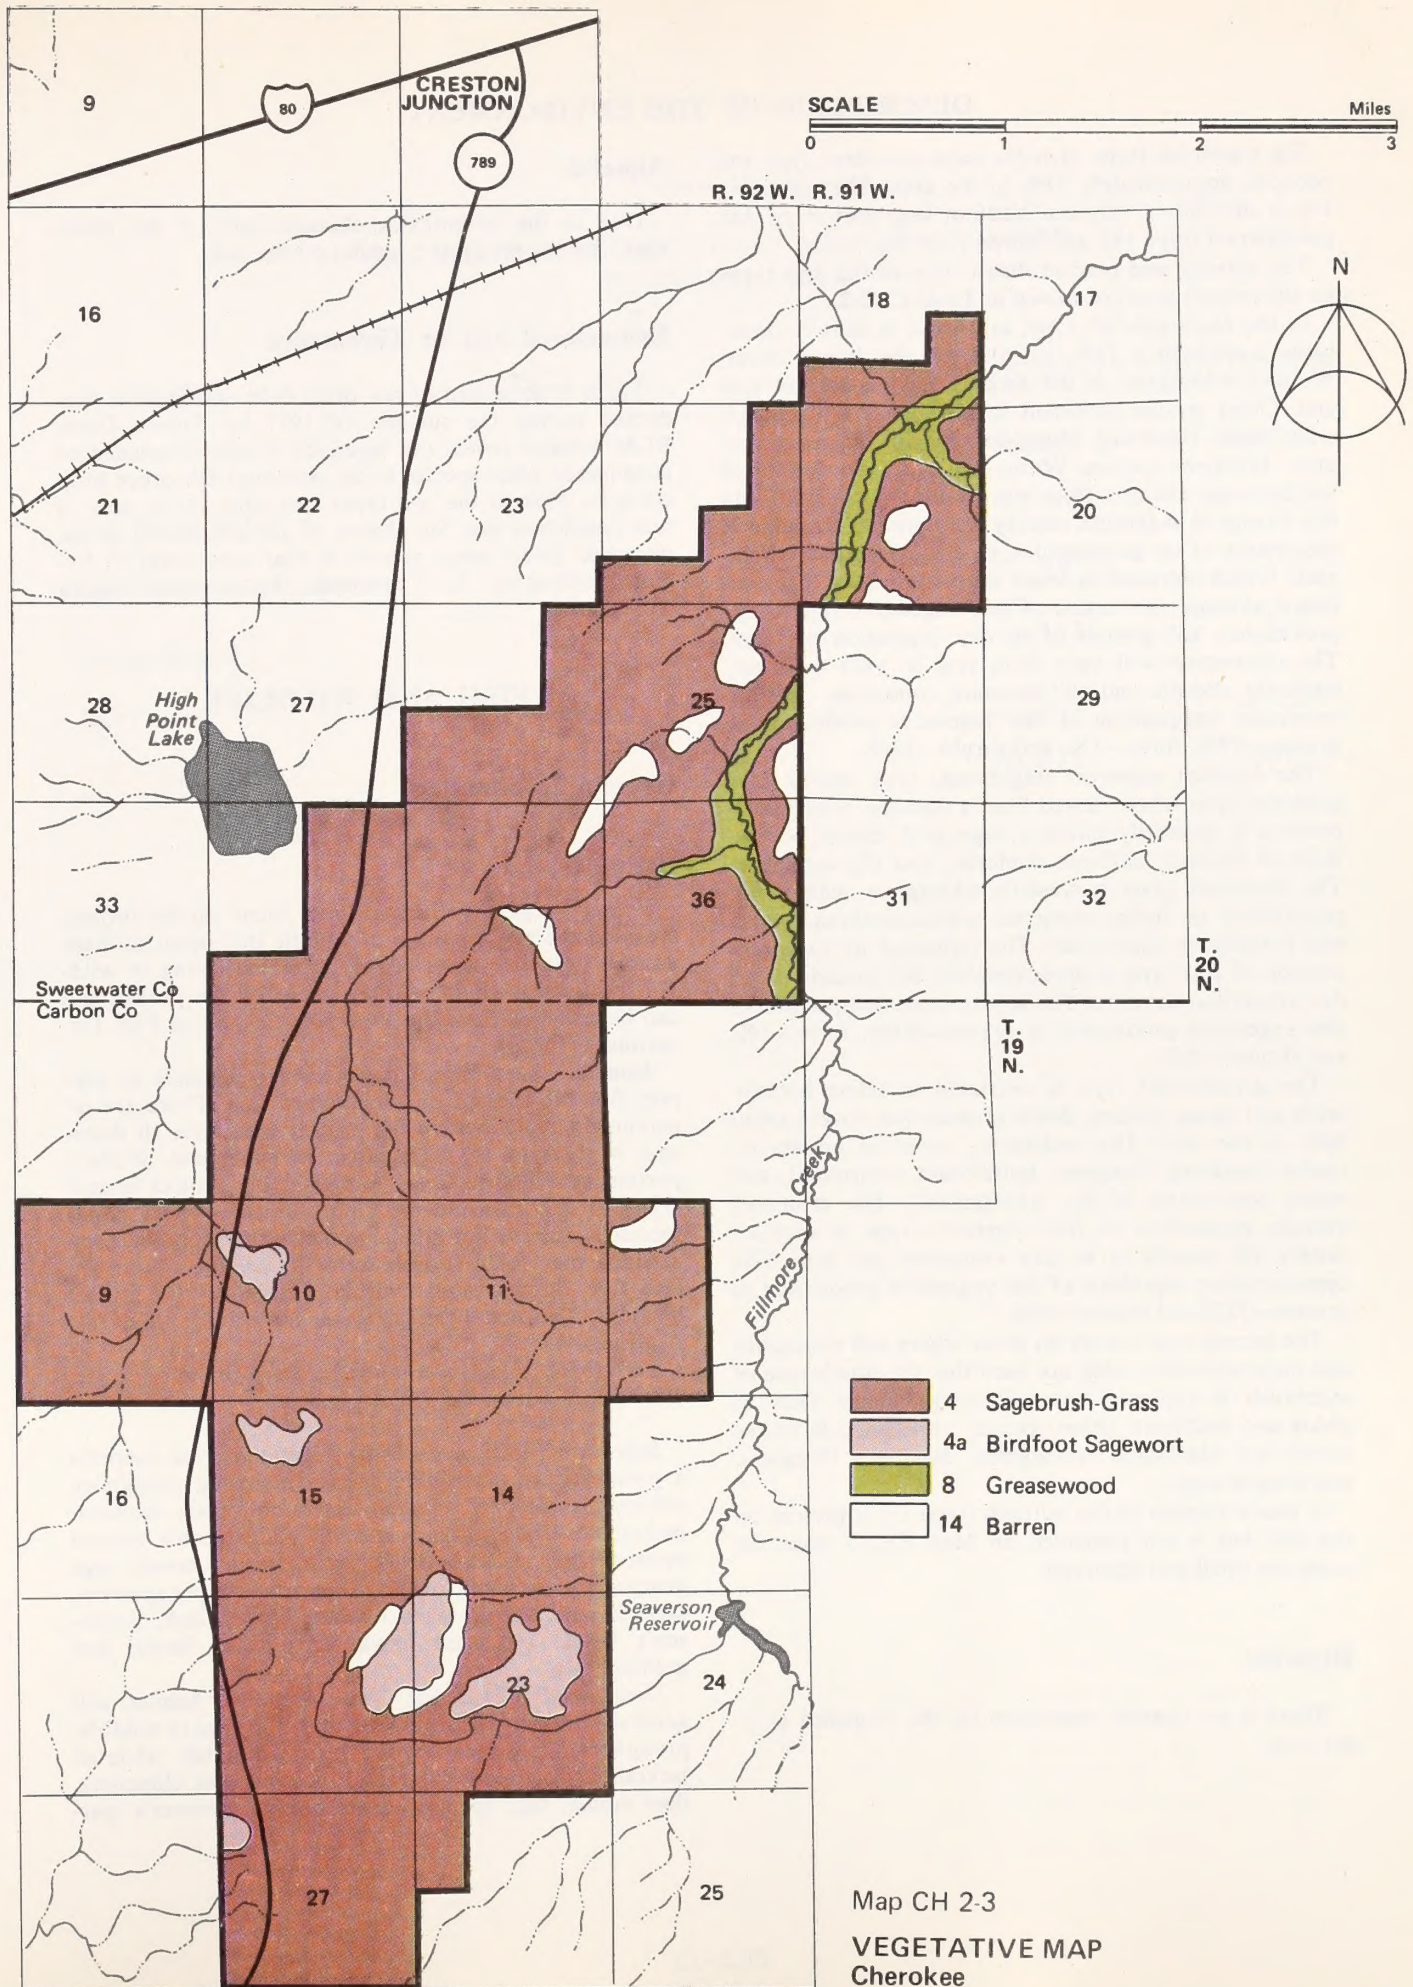 9
80
CRESTON
JUNCTION
789
SCALE
Miles
0 1 2 3
R. 92 W. R. 91 W.
N
16
18
17
21
22
23
20
28
High
Point
Lake
27
25
29
33
36
31
32
T.
20
N.
Sweetwater Co
Carbon Co
T.
19
N.
Creek
Fillmore
9
10
11
4 Sagebrush-Grass
4a Birdfoot Sagewort
8 Greasewood
14 Barren
16
15
14
Seaverson
Reservoir
23
24
27
25
Map CH 2-3
VEGETATIVE MAP
Cherokee